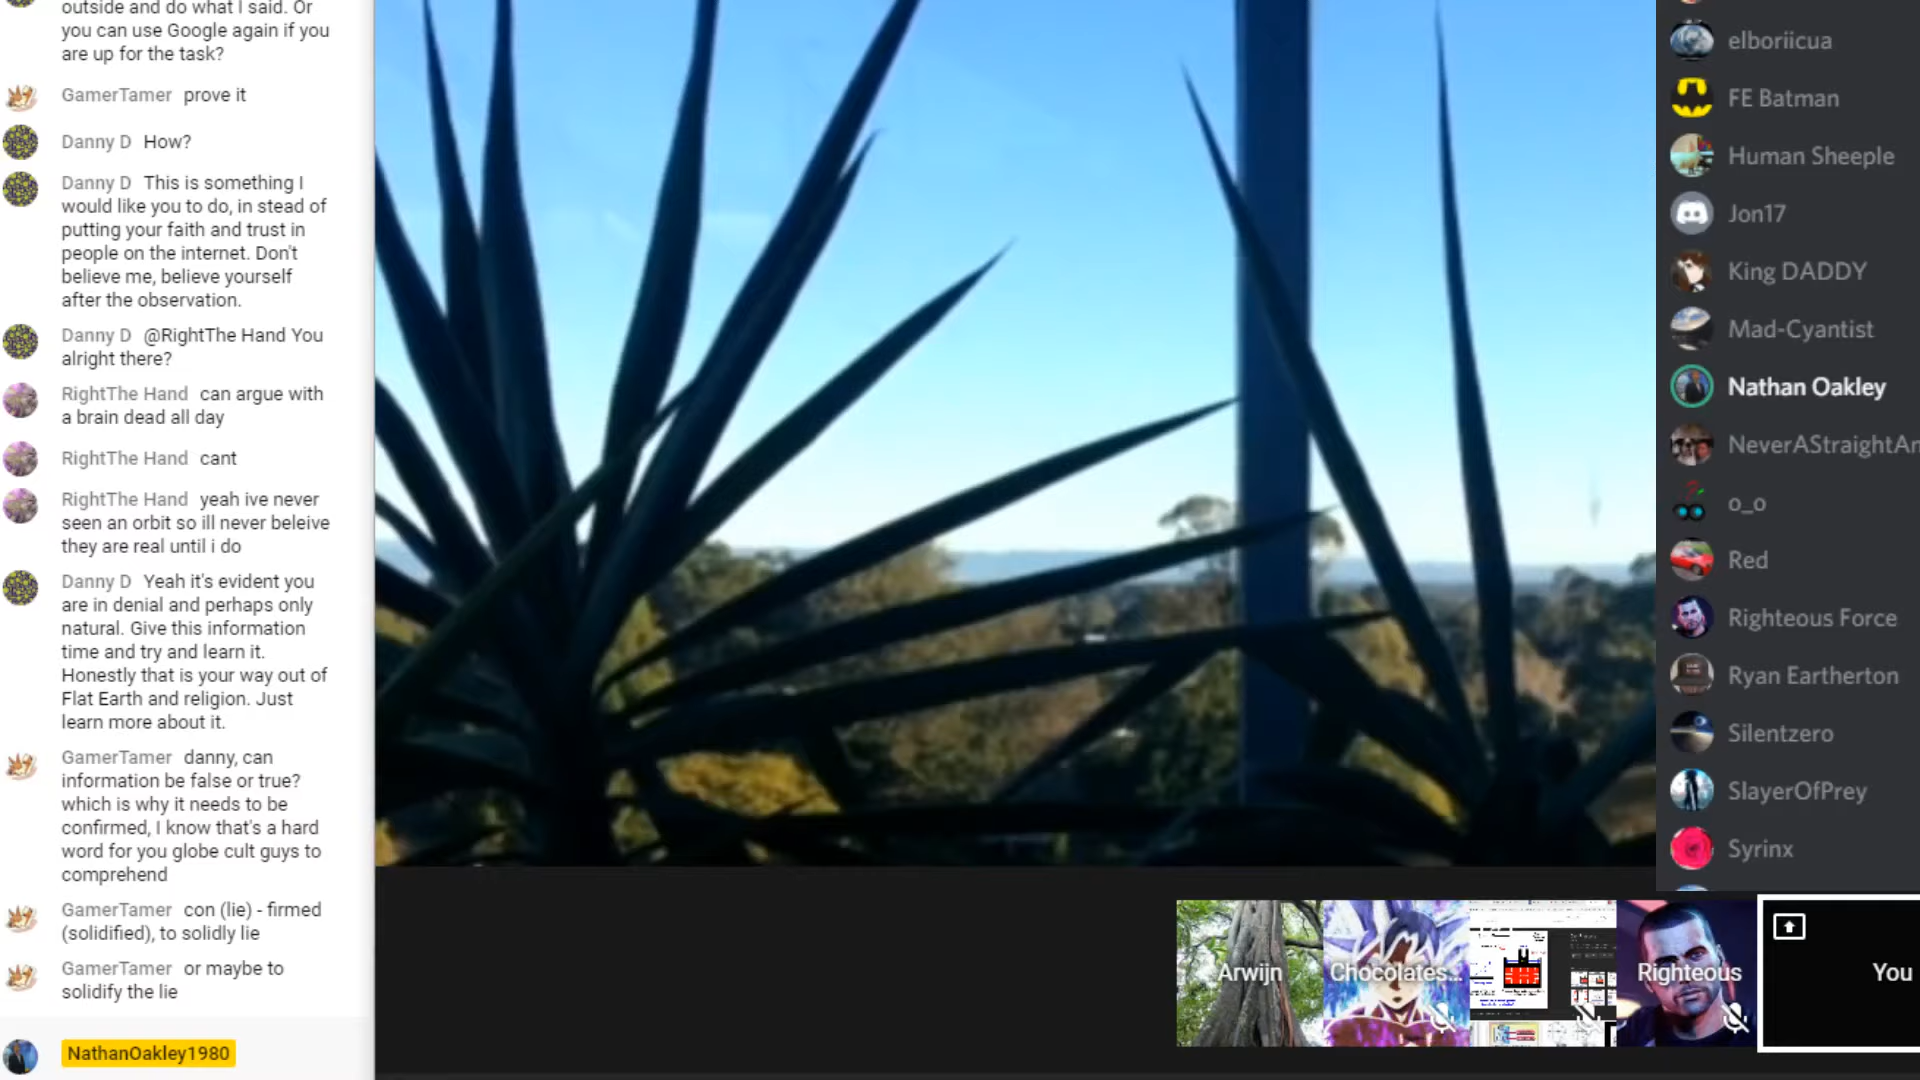 outside and do what I said. Or
you can use Google again if you
are up for the task?
GamerTamer prove it
Danny D How?
Danny D This is something I
would like you to do, in stead of
putting your faith and trust in
people on the internet. Don't
believe me, believe yourself
after the observation.
Danny D @RightThe Hand You
alright there?
RightThe Hand can argue with
a brain dead all day
RightThe Hand cant
RightThe Hand yeah ive never
seen an orbit so ill never beleive
they are real until i do
Danny D Yeah it's evident you
are in denial and perhaps only
natural. Give this information
time and try and learn it.
Honestly that is your way out of
Flat Earth and religion. Just
learn more about it.
GamerTamer danny, can
information be false or true?
which is why it needs to be
confirmed, I know that's a hard
word for you globe cult guys to
comprehend
GamerTamer con (lie) - firmed
(solidified), to solidly lie
GamerTamer or maybe to
solidify the lie
NathanOakley1980
elboriicua
FE Batman
Human Sheeple
Jon17
King DADDY
Mad-Cyantist
Nathan Oakley
NeverAStraightAn
o_o
Red
Righteous Force
Ryan Eartherton
Silentzero
SlayerOfPrey
Syrinx
Arwijn
Chocolates...
Righteous
You